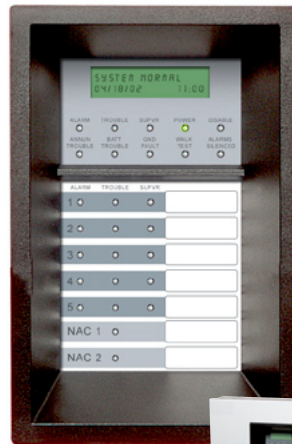 SYSTEM NORMAL
04/18/02 11:00
ALARM TROUBLE SUPVR POWER DISABLE
ANNUN TROUBLE BATT TROUBLE GND FAULT WALK TEST ALARMS SILENCED
ALARM TROUBLE SUPVR
1
2
3
4
5
NAC 1
NAC 2